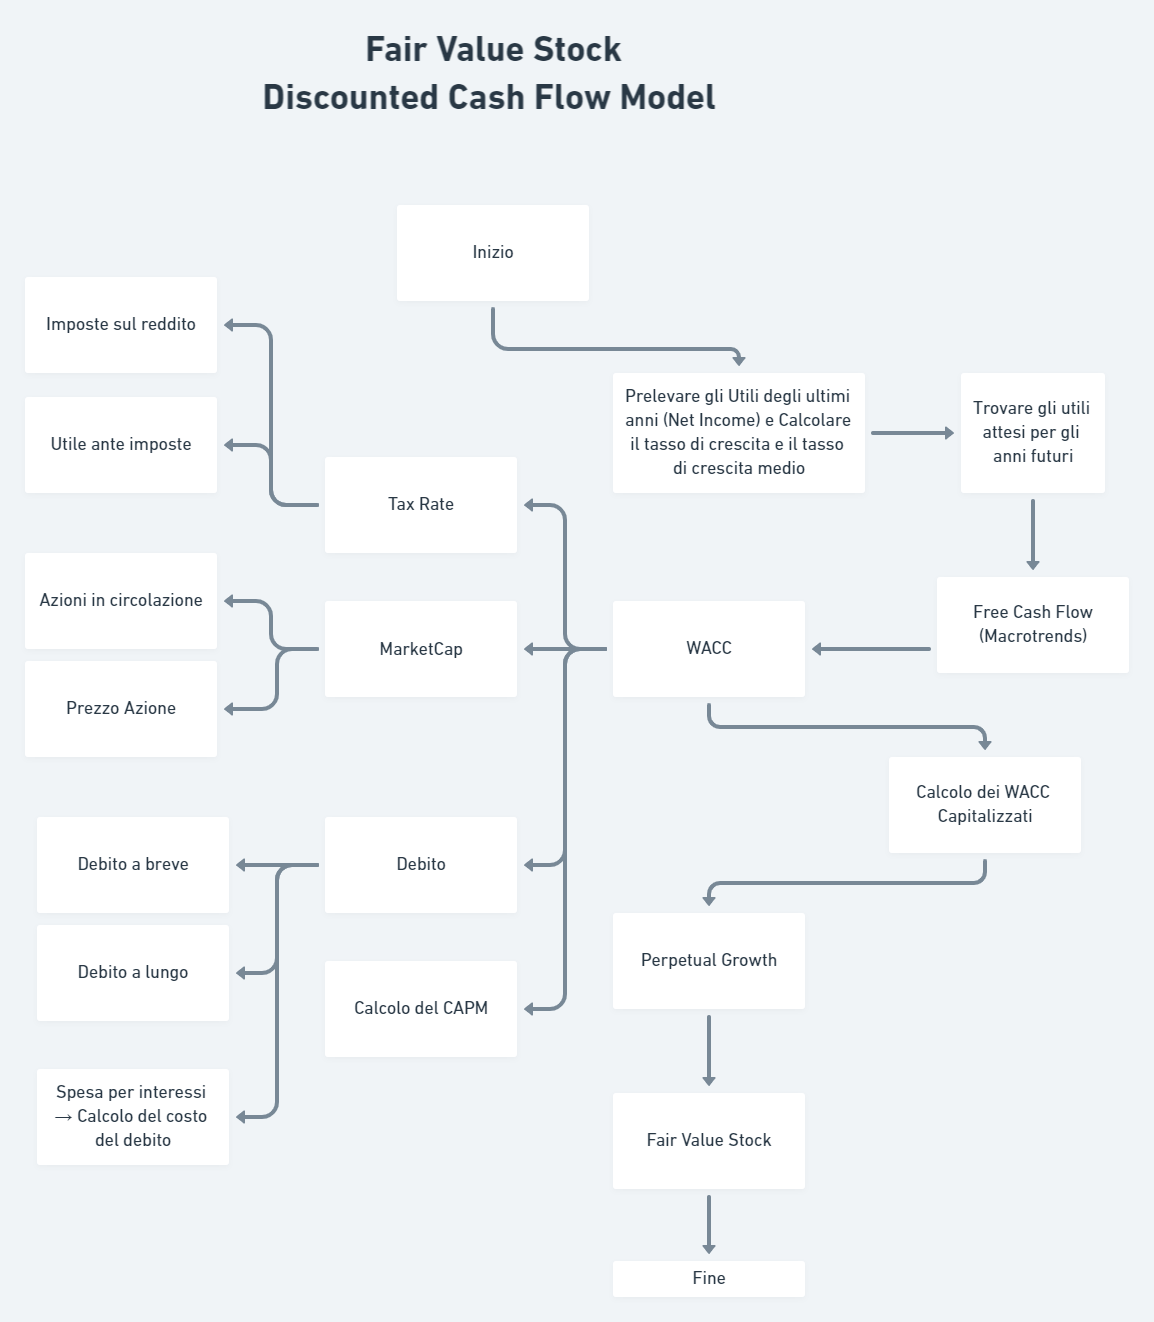 Fair Value Stock
Discounted Cash Flow Model
Inizio
Imposte sul reddito
Prelevare gli Utili degli ultimi
anni (Net Income) e Calcolare
il tasso di crescita e il tasso
di crescita medio
Trovare gli utili
attesi per gli
anni futuri
Utile ante imposte
Tax Rate
Azioni in circolazione
MarketCap
WACC
Free Cash Flow
(Macrotrends)
Prezzo Azione
Calcolo dei WACC
Capitalizzati
Debito a breve
Debito
Perpetual Growth
Debito a lungo
Calcolo del CAPM
Spesa per interessi
→ Calcolo del costo
del debito
Fair Value Stock
Fine